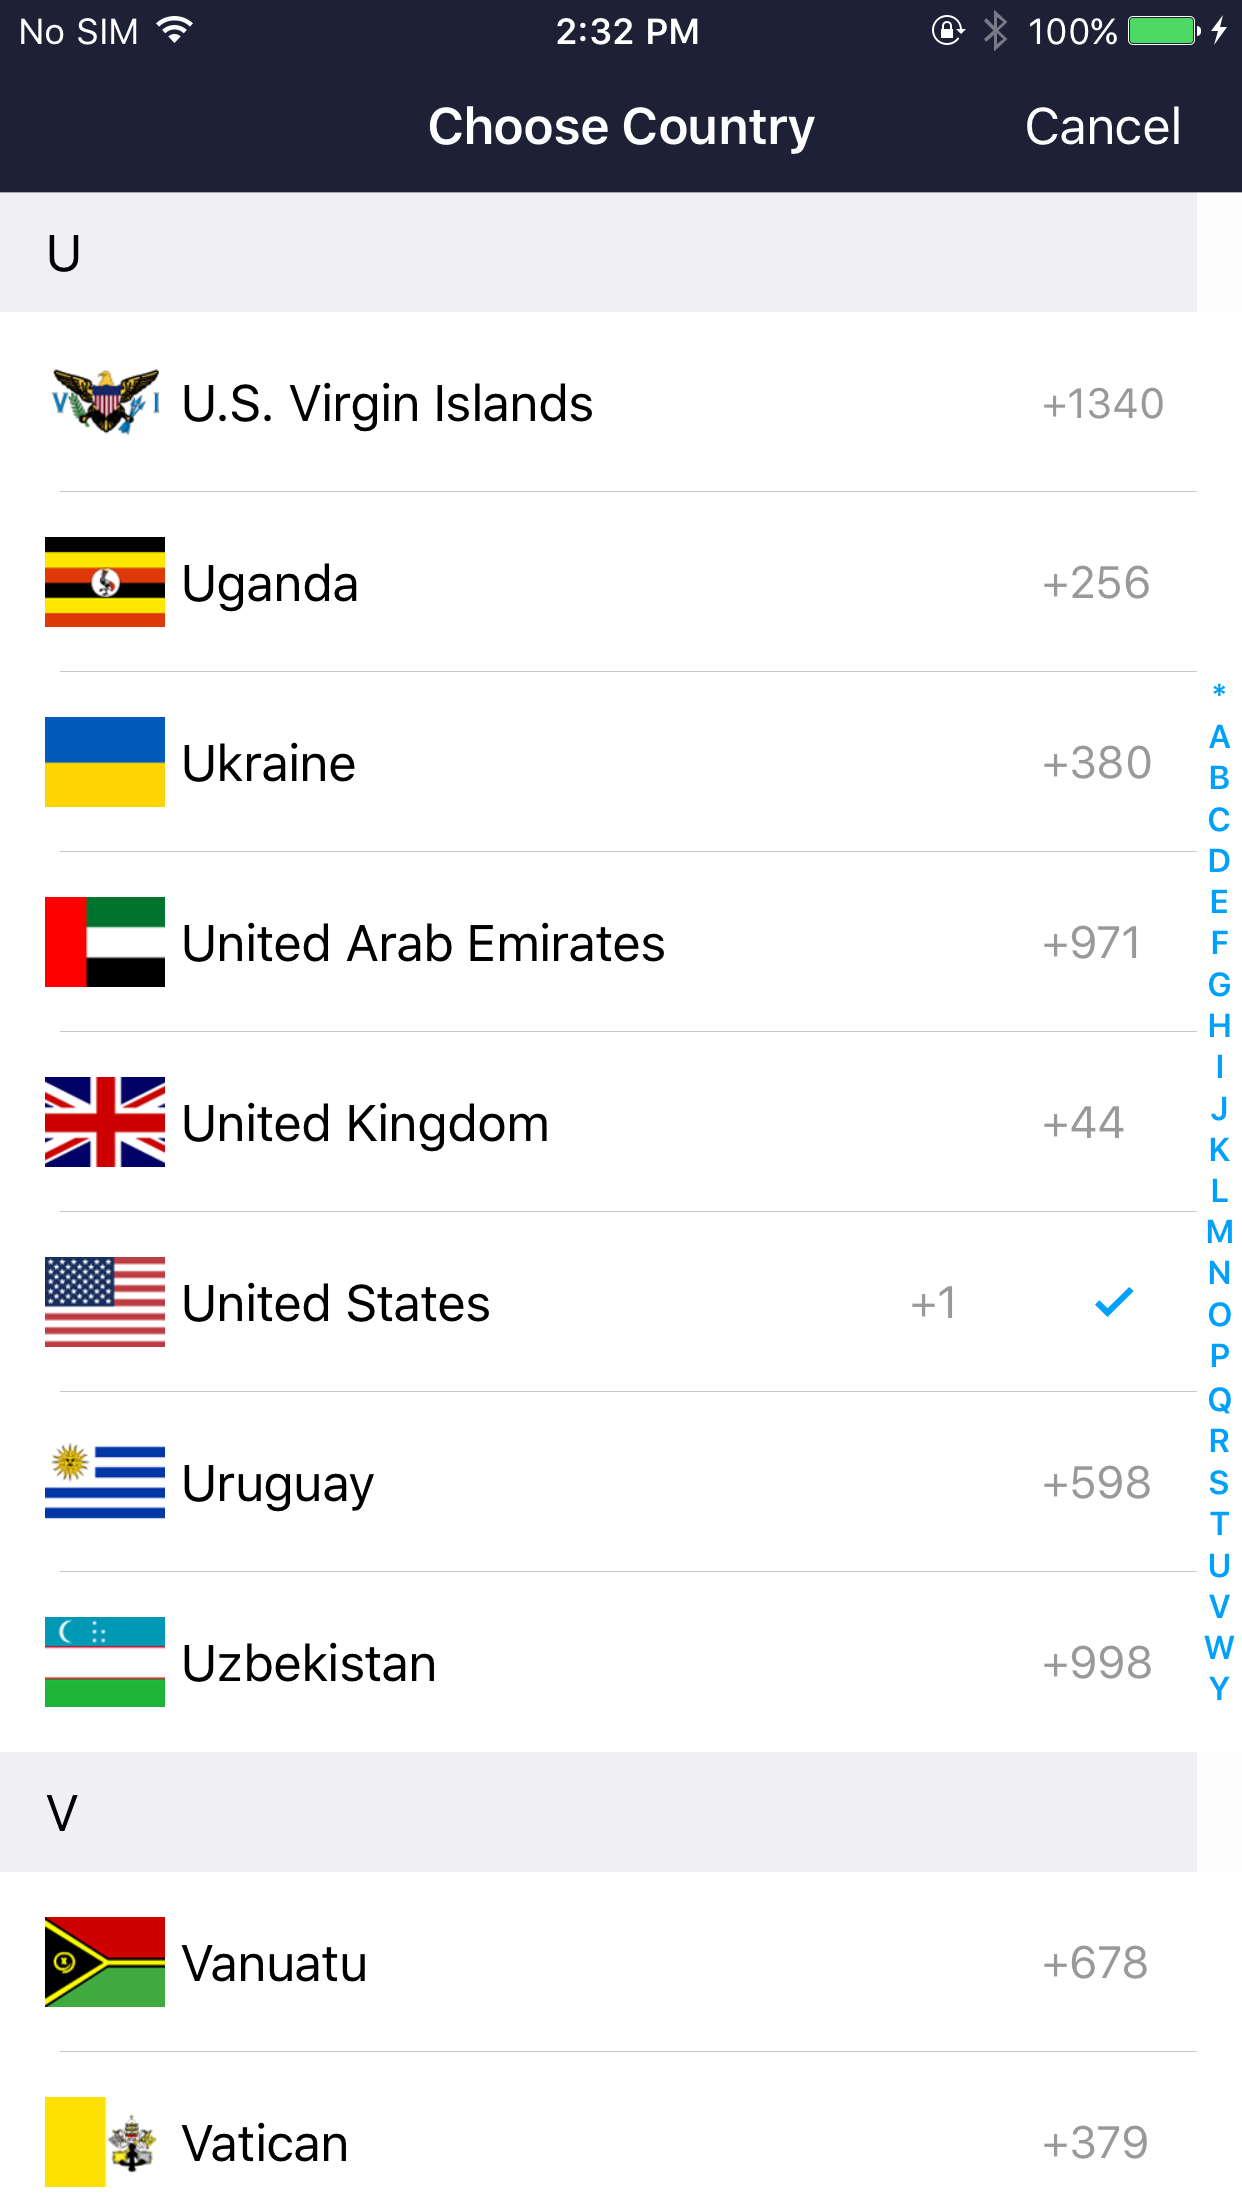 No SIM 2:32 PM 100%
Choose Country Cancel
U
V I U.S. Virgin Islands +1340
Uganda +256
Ukraine +380
United Arab Emirates +971
United Kingdom +44
United States +1
Uruguay +598
Uzbekistan +998
V
Vanuatu +678
Vatican +379
*
A
B
C
D
E
F
G
H
I
J
K
L
M
N
O
P
Q
R
S
T
U
V
W
Y